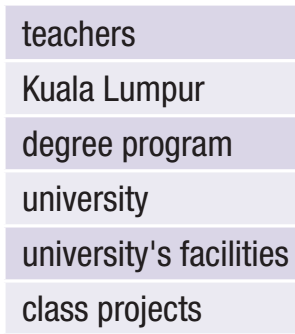 teachers
Kuala Lumpur
degree program
university
university's facilities
class projects